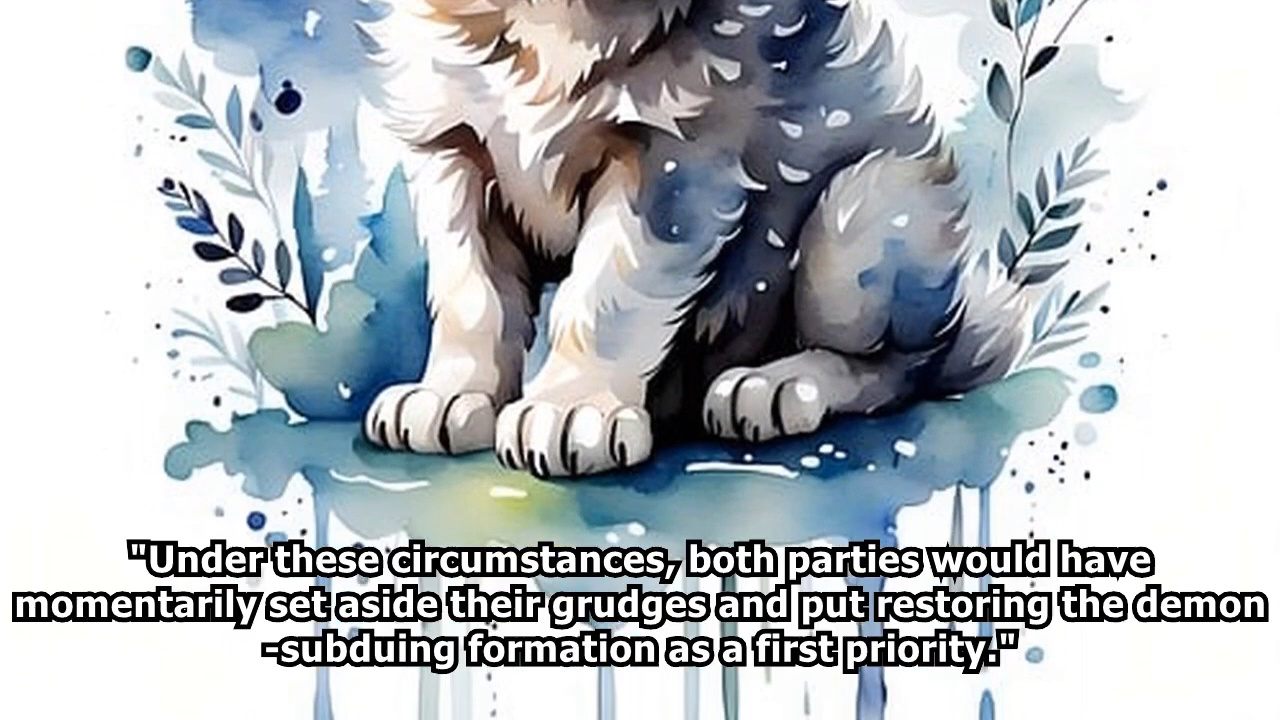 "Under these circumstances, both parties would have
momentarily set aside their grudges and put restoring the demon
-subduing formation as a first priority."